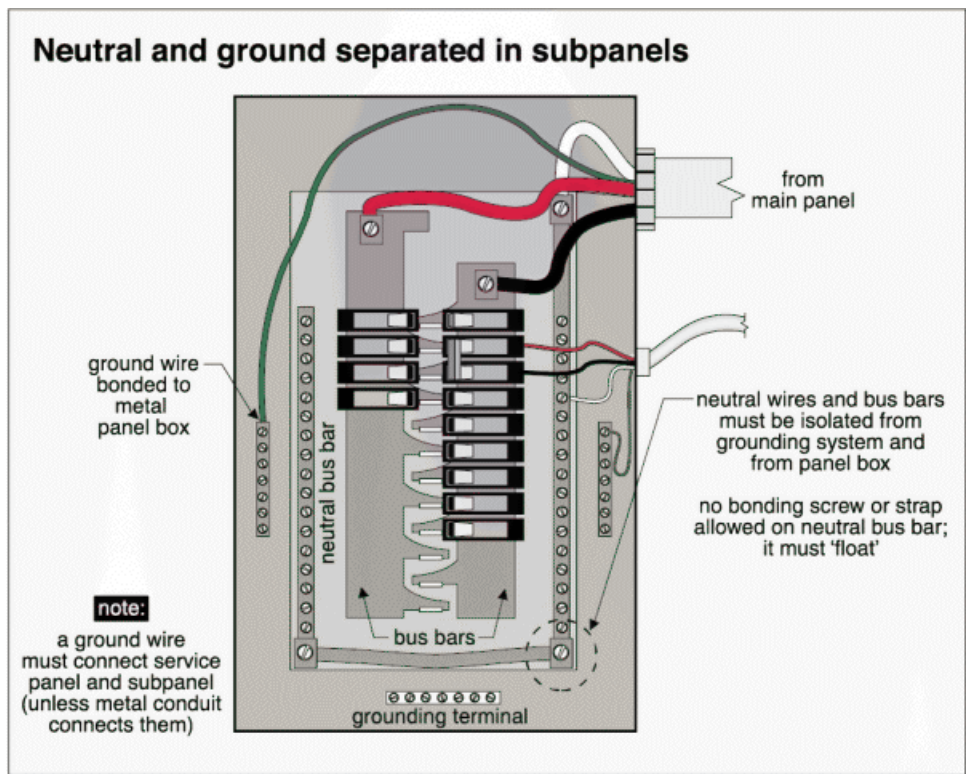 Neutral and ground separated in subpanels
from
main panel
ground wire
bonded to
metal
panel box
neutral bus bar
neutral wires and bus bars
must be isolated from
grounding system and
from panel box
no bonding screw or strap
allowed on neutral bus bar;
it must ‘float’
note:
a ground wire
must connect service
panel and subpanel
(unless metal conduit
connects them)
bus bars
grounding terminal